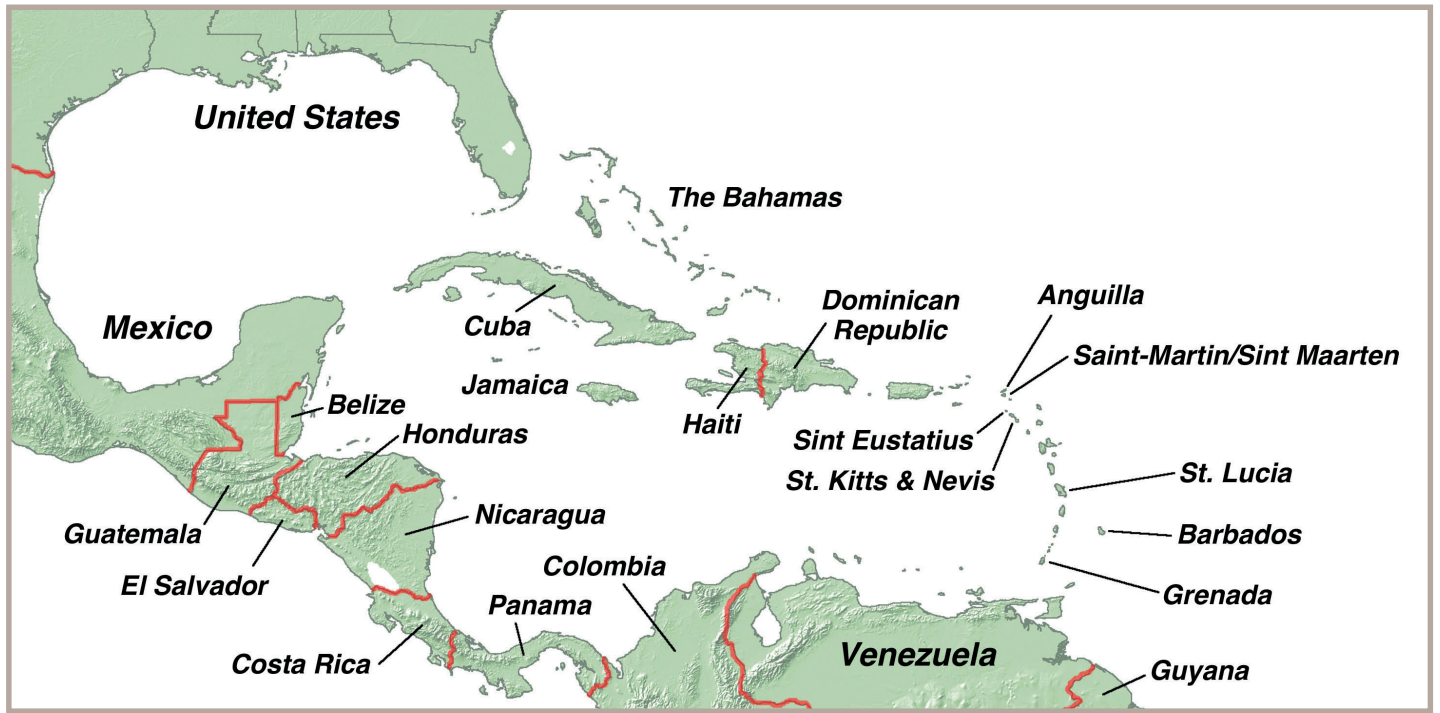 United States
The Bahamas
Anguilla
Dominican
Republic
Mexico
Cuba
Saint-Martin/Sint Maarten
Jamaica
Belize
Haiti
Honduras
Sint Eustatius
St. Kitts & Nevis
St. Lucia
Guatemala
Nicaragua
Barbados
El Salvador
Colombia
Panama
Grenada
Costa Rica
Venezuela
Guyana